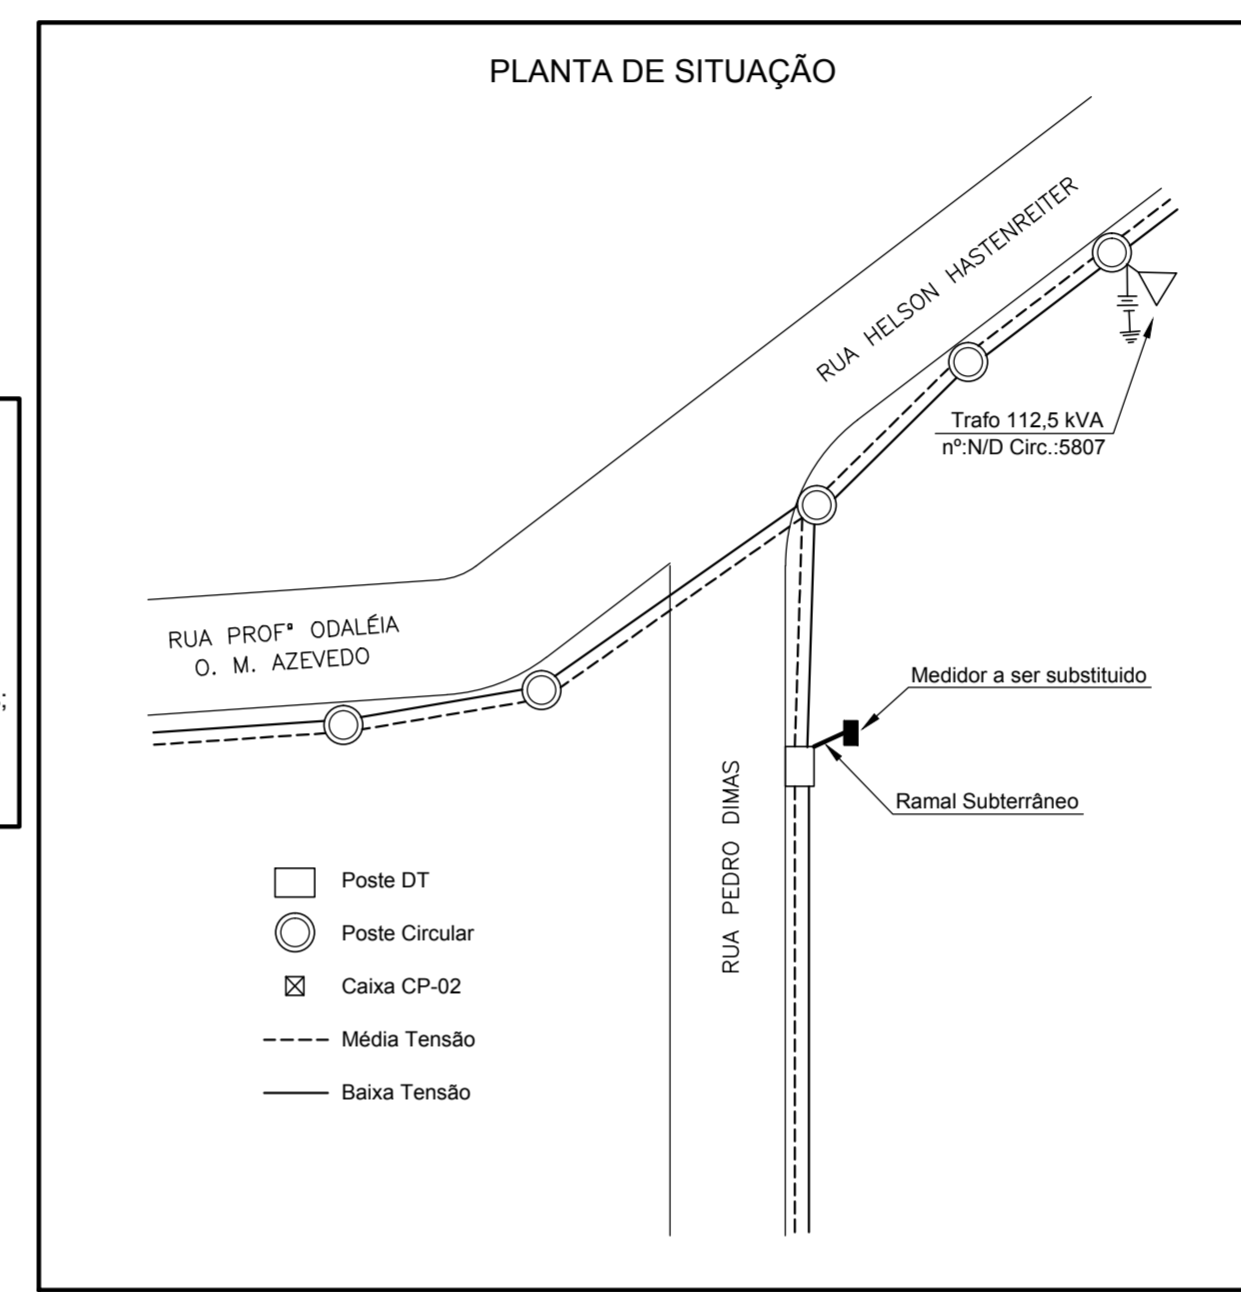 PLANTA DE SITUAÇÃO
RUA HELSON HASTENREITER
Trafo 112,5 kVA
nº:N/D Circ.:5807
RUA PROFª ODALÉIA
O. M. AZEVEDO
;
Medidor a ser substituido
Ramal Subterrâneo
RUA PEDRO DIMAS
Poste DT
Poste Circular
Caixa CP-02
Média Tensão
Baixa Tensão